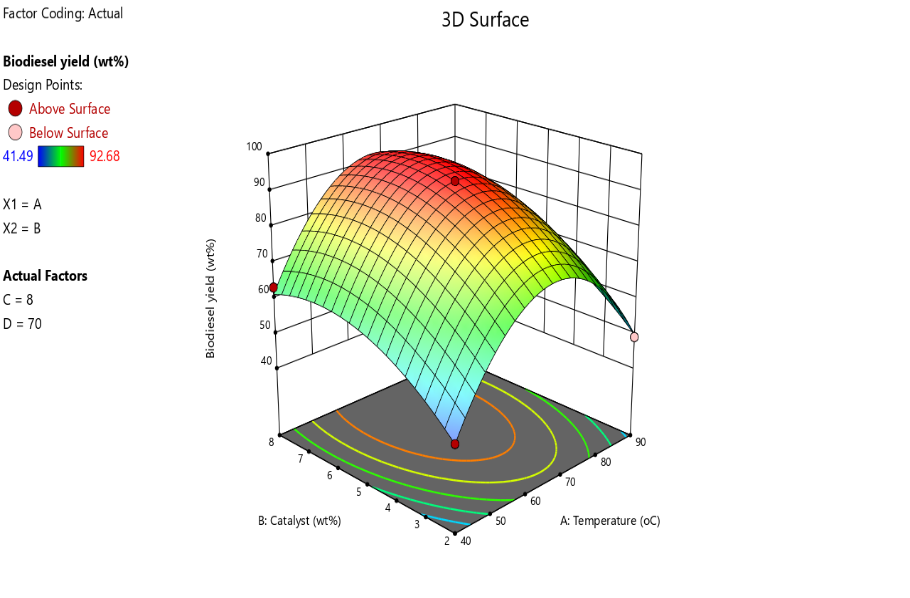 Factor Coding: Actual
3D Surface
Biodiesel yield (wt%)
Design Points:
Above Surface
Below Surface
41.49 92.68
X1 = A
X2 = B
Actual Factors
C = 8
D = 70
Biodiesel yield (wt%)
100
90
80
70
60
50
40
8
7
6
5
4
3
2
B: Catalyst (wt%)
40
50
60
70
80
90
A: Temperature (oC)